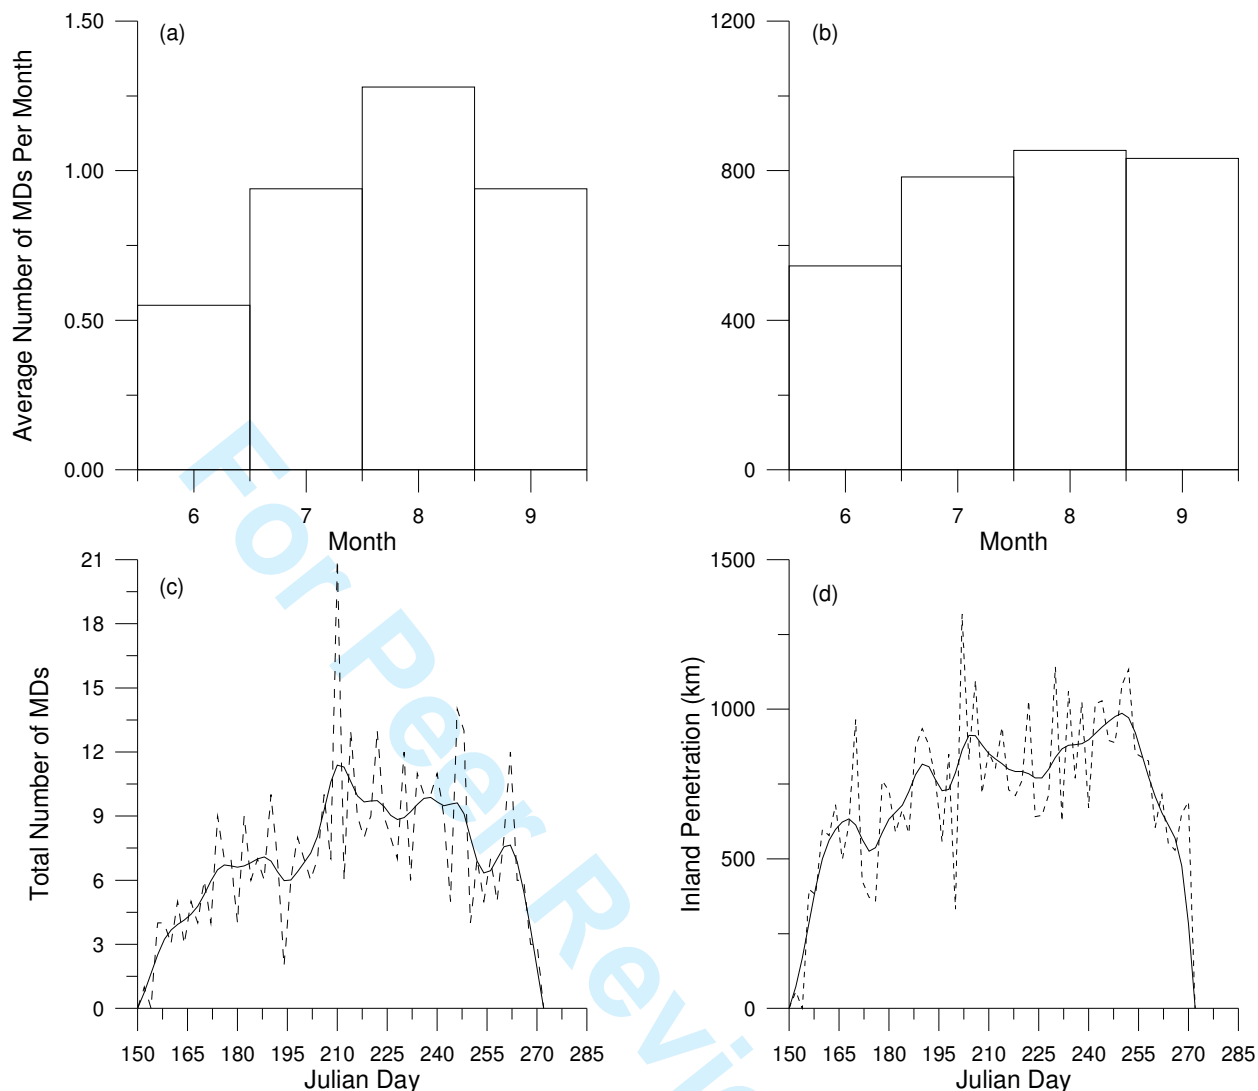 (a)
Average Number of MDs Per Month
1.50
1.00
0.50
0.00
6 7 8 9
Month
(b)
1200
800
400
0
6 7 8 9
Month
(c)
Total Number of MDs
21
18
15
12
9
6
3
0
150 165 180 195 210 225 240 255 270 285
Julian Day
(d)
Inland Penetration (km)
1500
1000
500
0
150 165 180 195 210 225 240 255 270 285
Julian Day
For Peer Revie